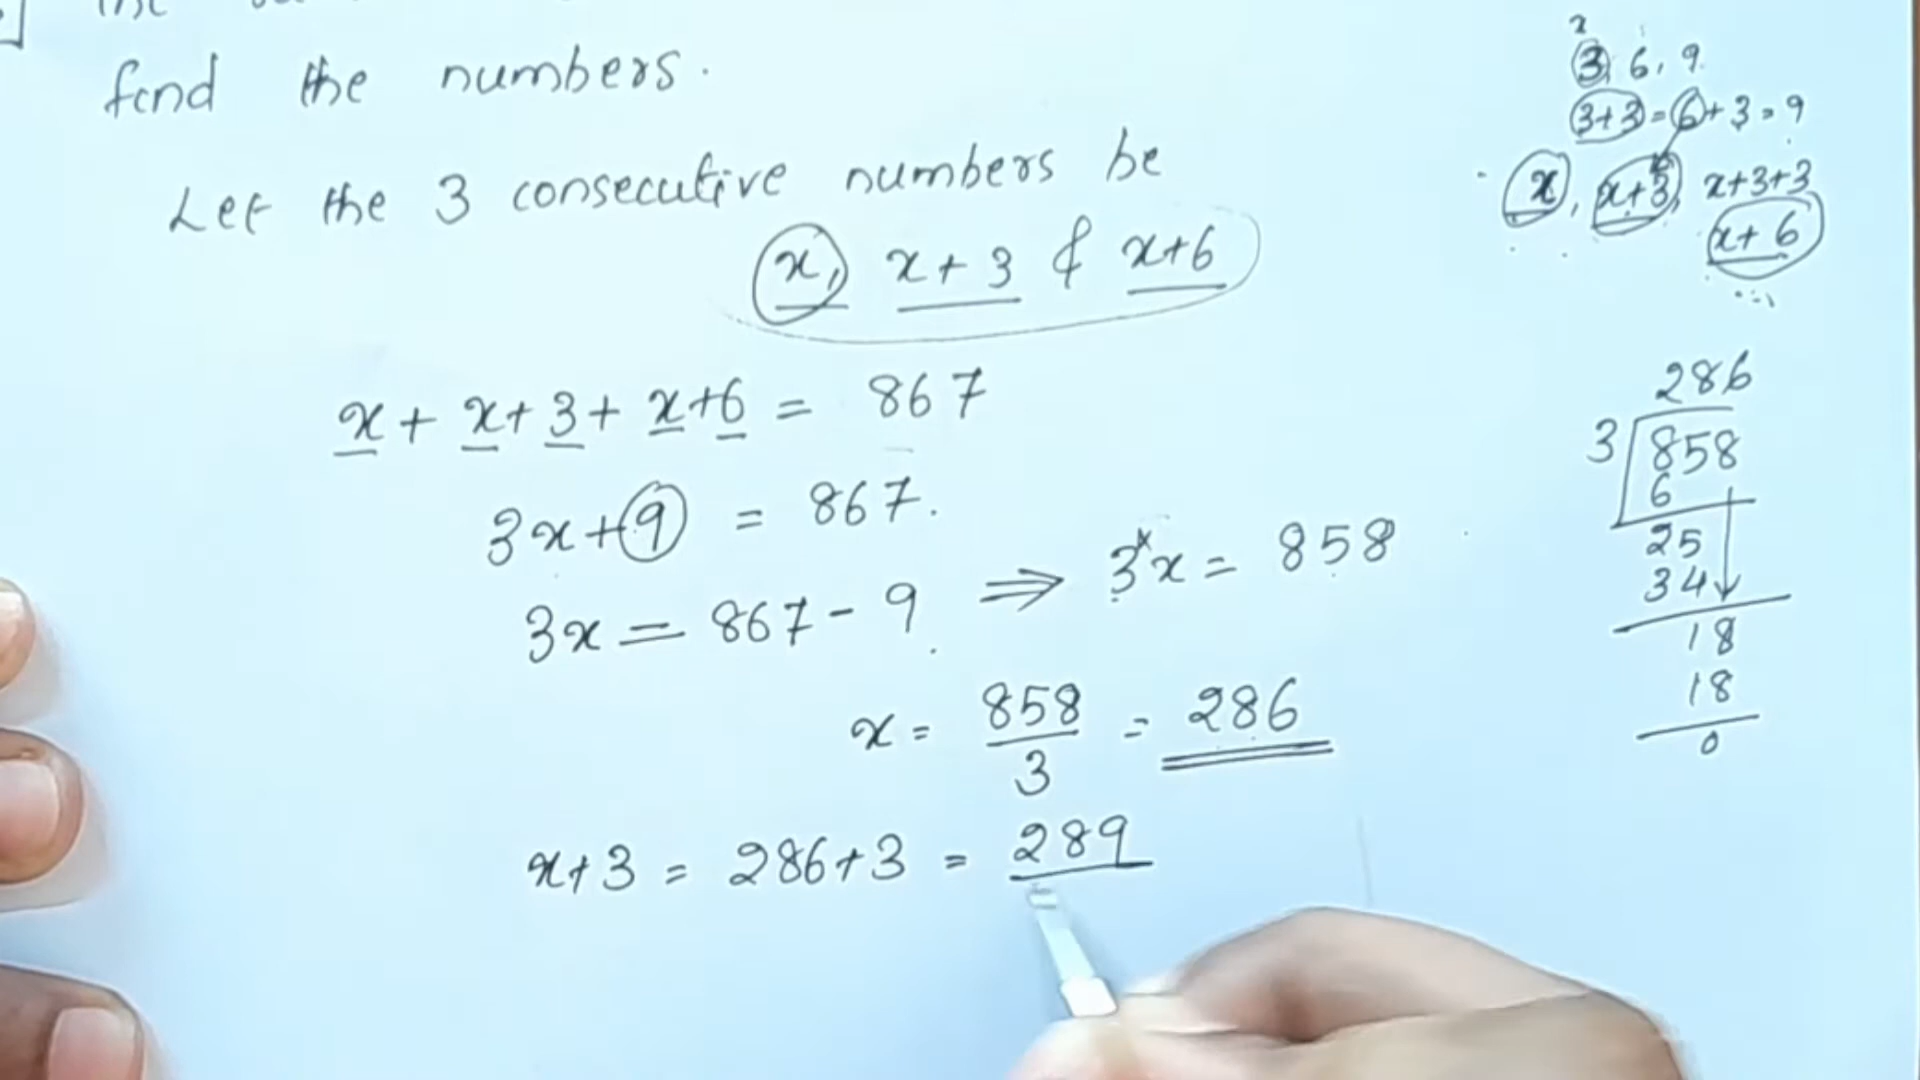 find the numbers.
Let the 3 consecutive numbers be
x, x+3 & x+6
x + x+3+ x+6 = 867
3x+9 = 867.
3x = 867-9 ⇒ 3x = 858
x = 858/3 = 286
x+3 = 286+3 = 289
x
3, 6, 9
3+3=6+3=9
x, x+3, x+3+3
x+6
286
3 858
6
25
34
18
18
0